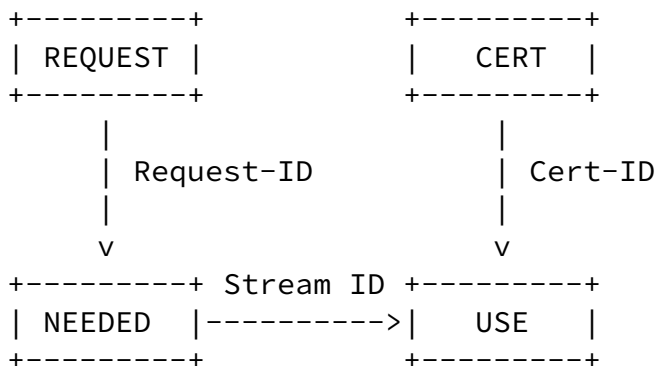 +---------+ +---------+
| REQUEST | | CERT |
+---------+ +---------+
| |
| Request-ID | Cert-ID
| |
v v
+---------+ Stream ID +---------+
| NEEDED |---------->| USE |
+---------+ +---------+